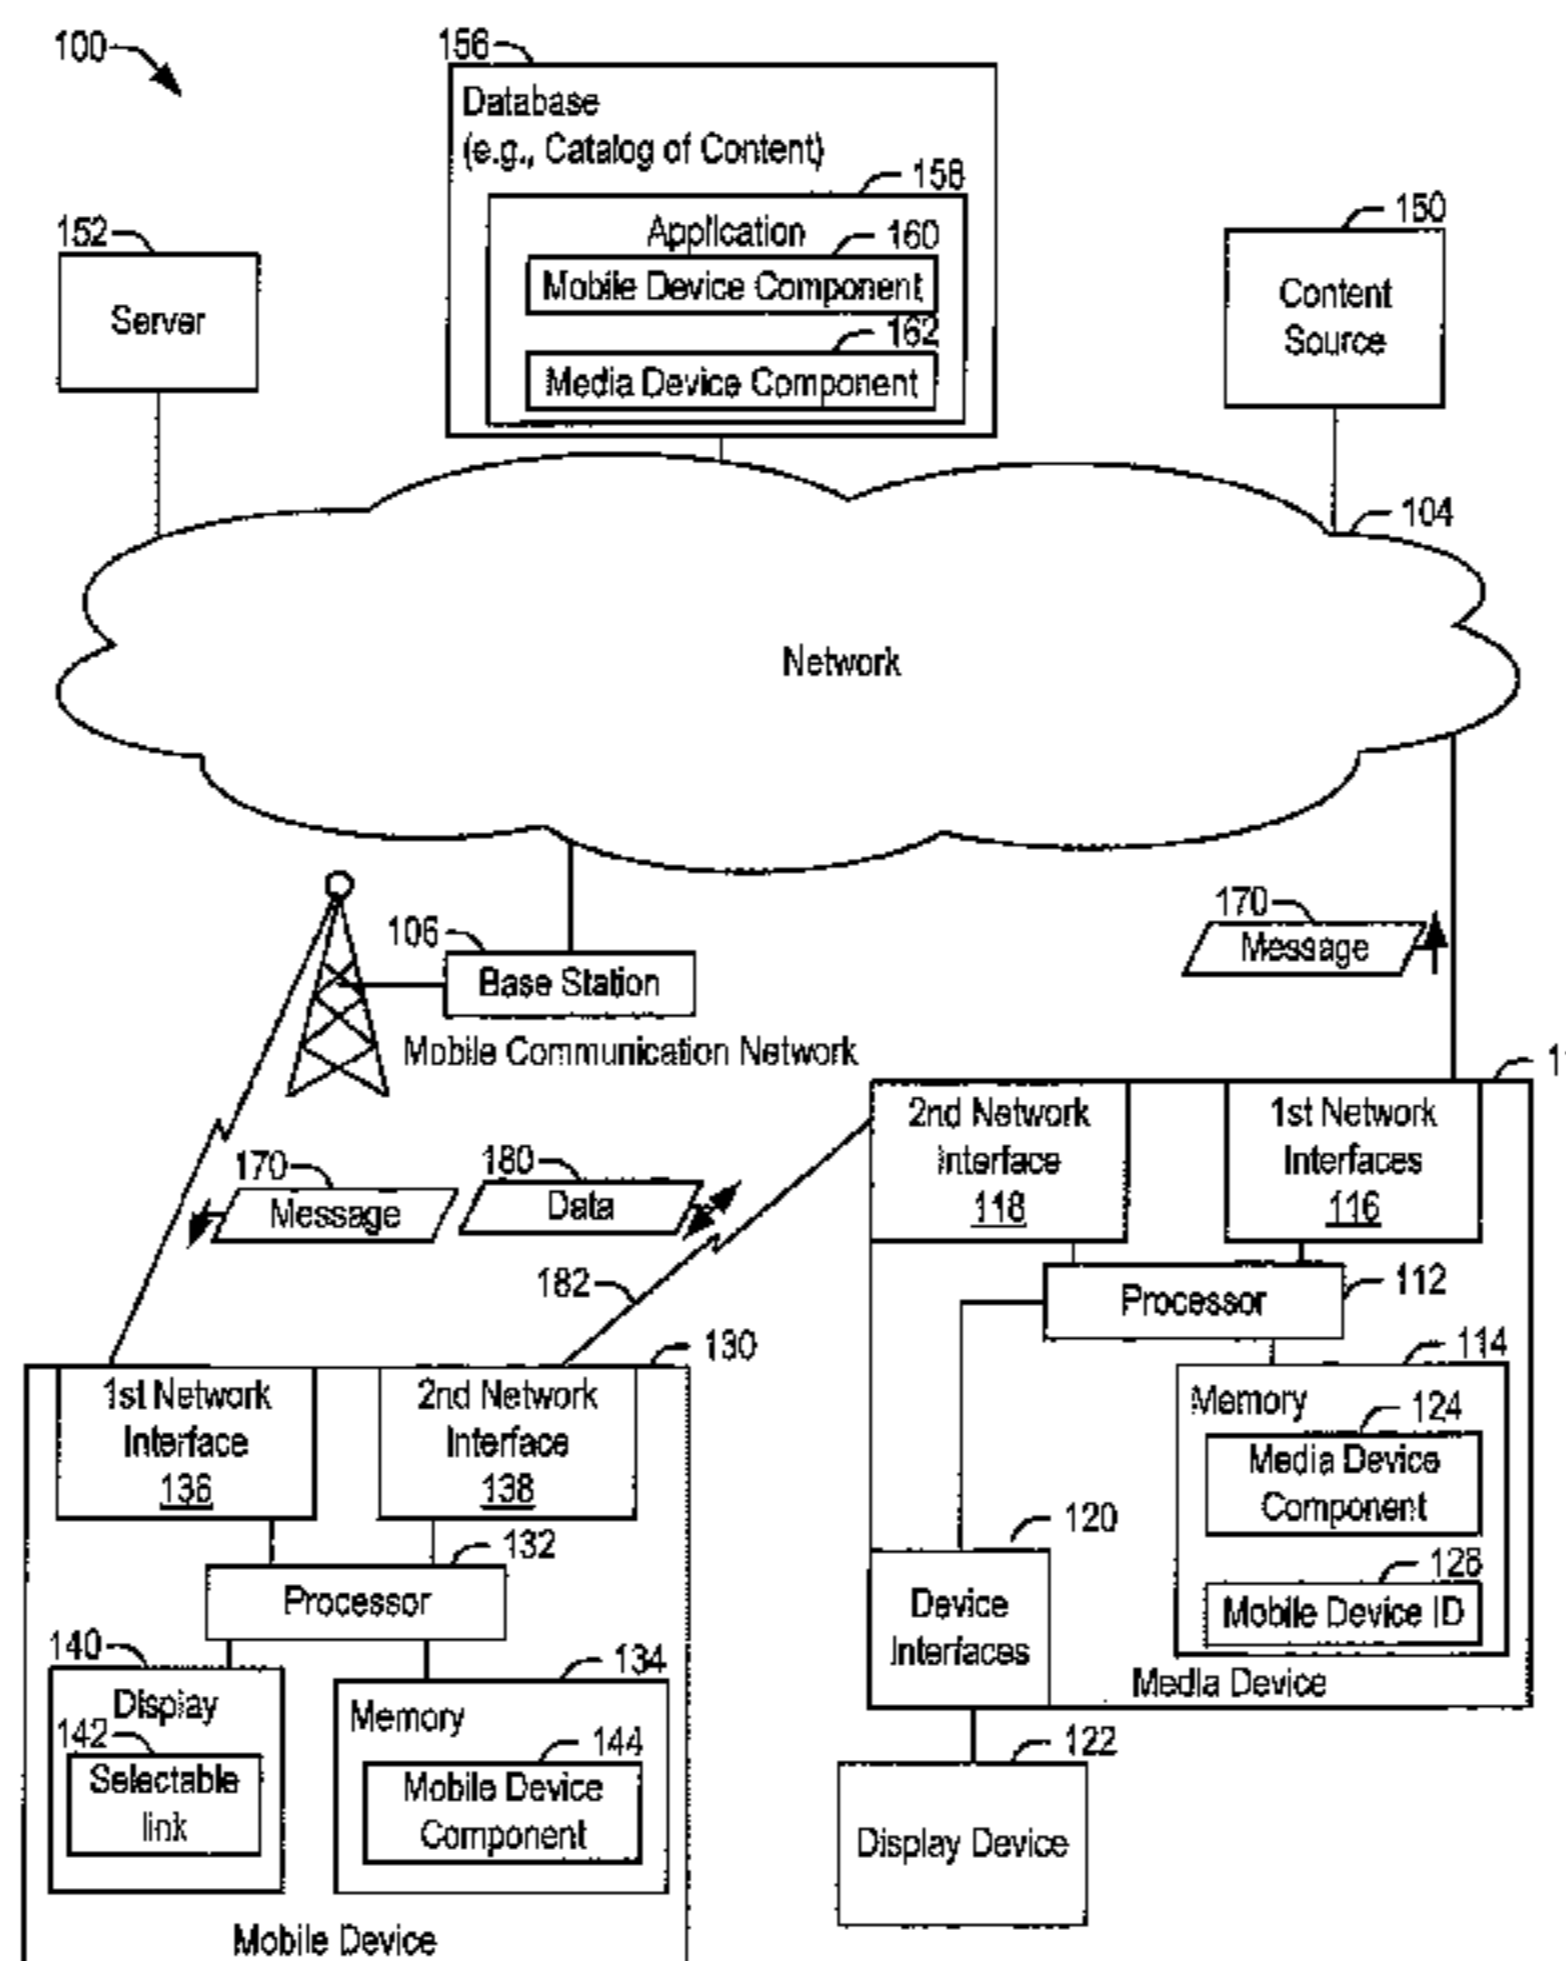 100
156
Database
(e.g., Catalog of Content)
158
Application
160
Mobile Device Component
162
Media Device Component
152
Server
150
Content
Source
104
Network
106
Base Station
Mobile Communication Network
170
Message
170
Message
180
Data
182
11
2nd Network
Interface
118
1st Network
Interfaces
116
Processor
112
114
Memory
124
Media Device
Component
128
Mobile Device ID
120
Device
Interfaces
Media Device
122
Display Device
130
1st Network
Interface
136
2nd Network
Interface
138
132
Processor
140
Display
142
Selectable
link
134
Memory
144
Mobile Device
Component
Mobile Device